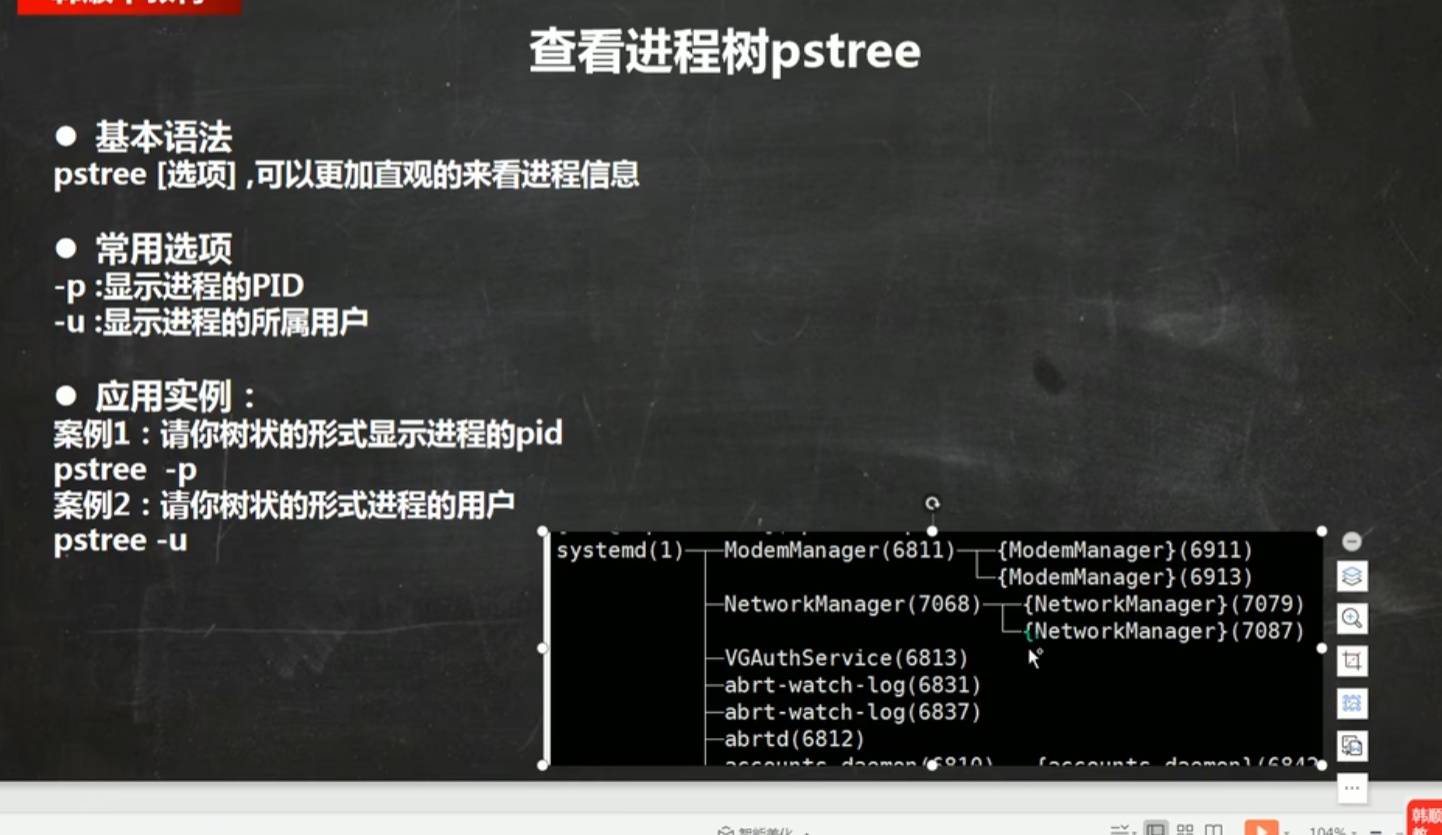 查看进程树pstree
● 基本语法
pstree [选项] ,可以更加直观的来看进程信息
● 常用选项
-p :显示进程的PID
-u :显示进程的所属用户
● 应用实例：
案例1：请你树状的形式显示进程的pid
pstree -p
案例2：请你树状的形式进程的用户
pstree -u
systemd(1)─┬─ModemManager(6811)─┬─{ModemManager}(6911)
└─{ModemManager}(6913)
├─NetworkManager(7068)─┬─{NetworkManager}(7079)
└─{NetworkManager}(7087)
├─VGAuthService(6813)
├─abrt-watch-log(6831)
├─abrt-watch-log(6837)
├─abrtd(6812)
104%
韩顺